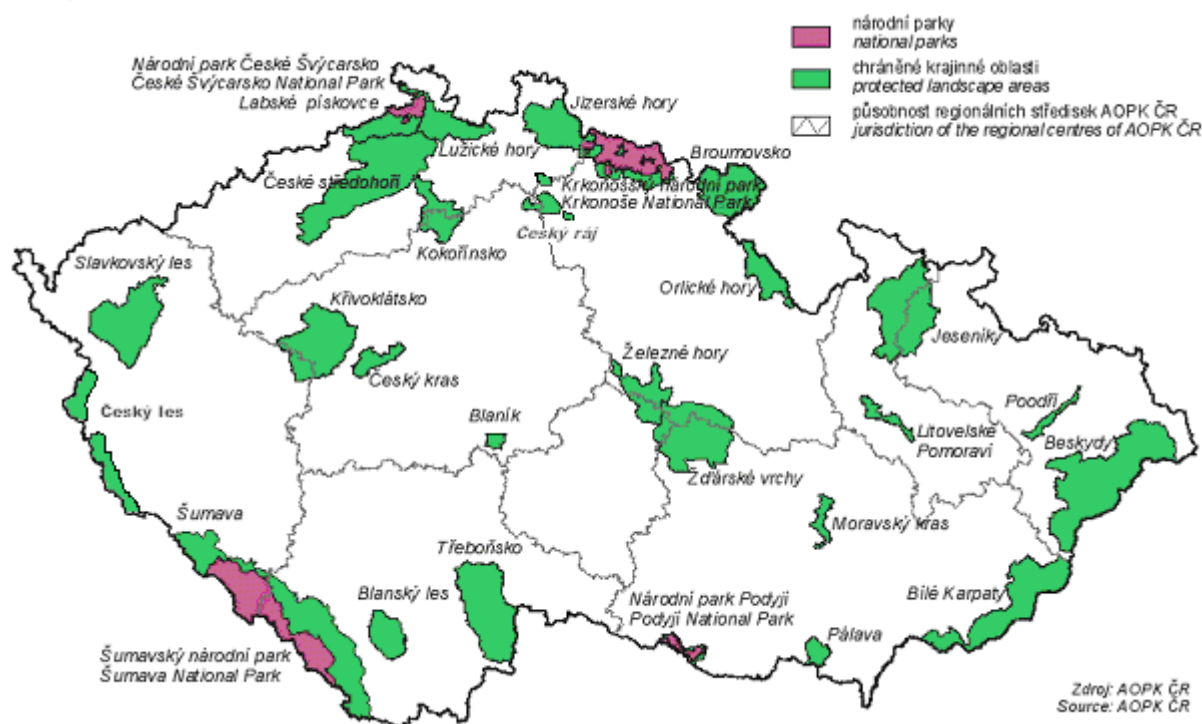 národní parky
national parks
chráněné krajinné oblasti
protected landscape areas
působnost regionálních středisek AOPK ČR
jurisdiction of the regional centres of AOPK ČR
Národní park České Švýcarsko
České Švýcarsko National Park
Labské pískovce
Jizerské hory
Lužické hory
Broumovsko
České středohoří
Krkonošský národní park
Krkonoše National Park
Český ráj
Kokořínsko
Slavkovský les
Orlické hory
Křivoklátsko
Jeseníky
Železné hory
Český kras
Český les
Blaník
Poodří
Litovelské
Pomoraví
Beskydy
Žďárské vrchy
Moravský kras
Šumava
Třeboňsko
Blanský les
Národní park Podyjí
Podyjí National Park
Bílé Karpaty
Pálava
Šumavský národní park
Šumava National Park
Zdroj: AOPK ČR
Source: AOPK ČR